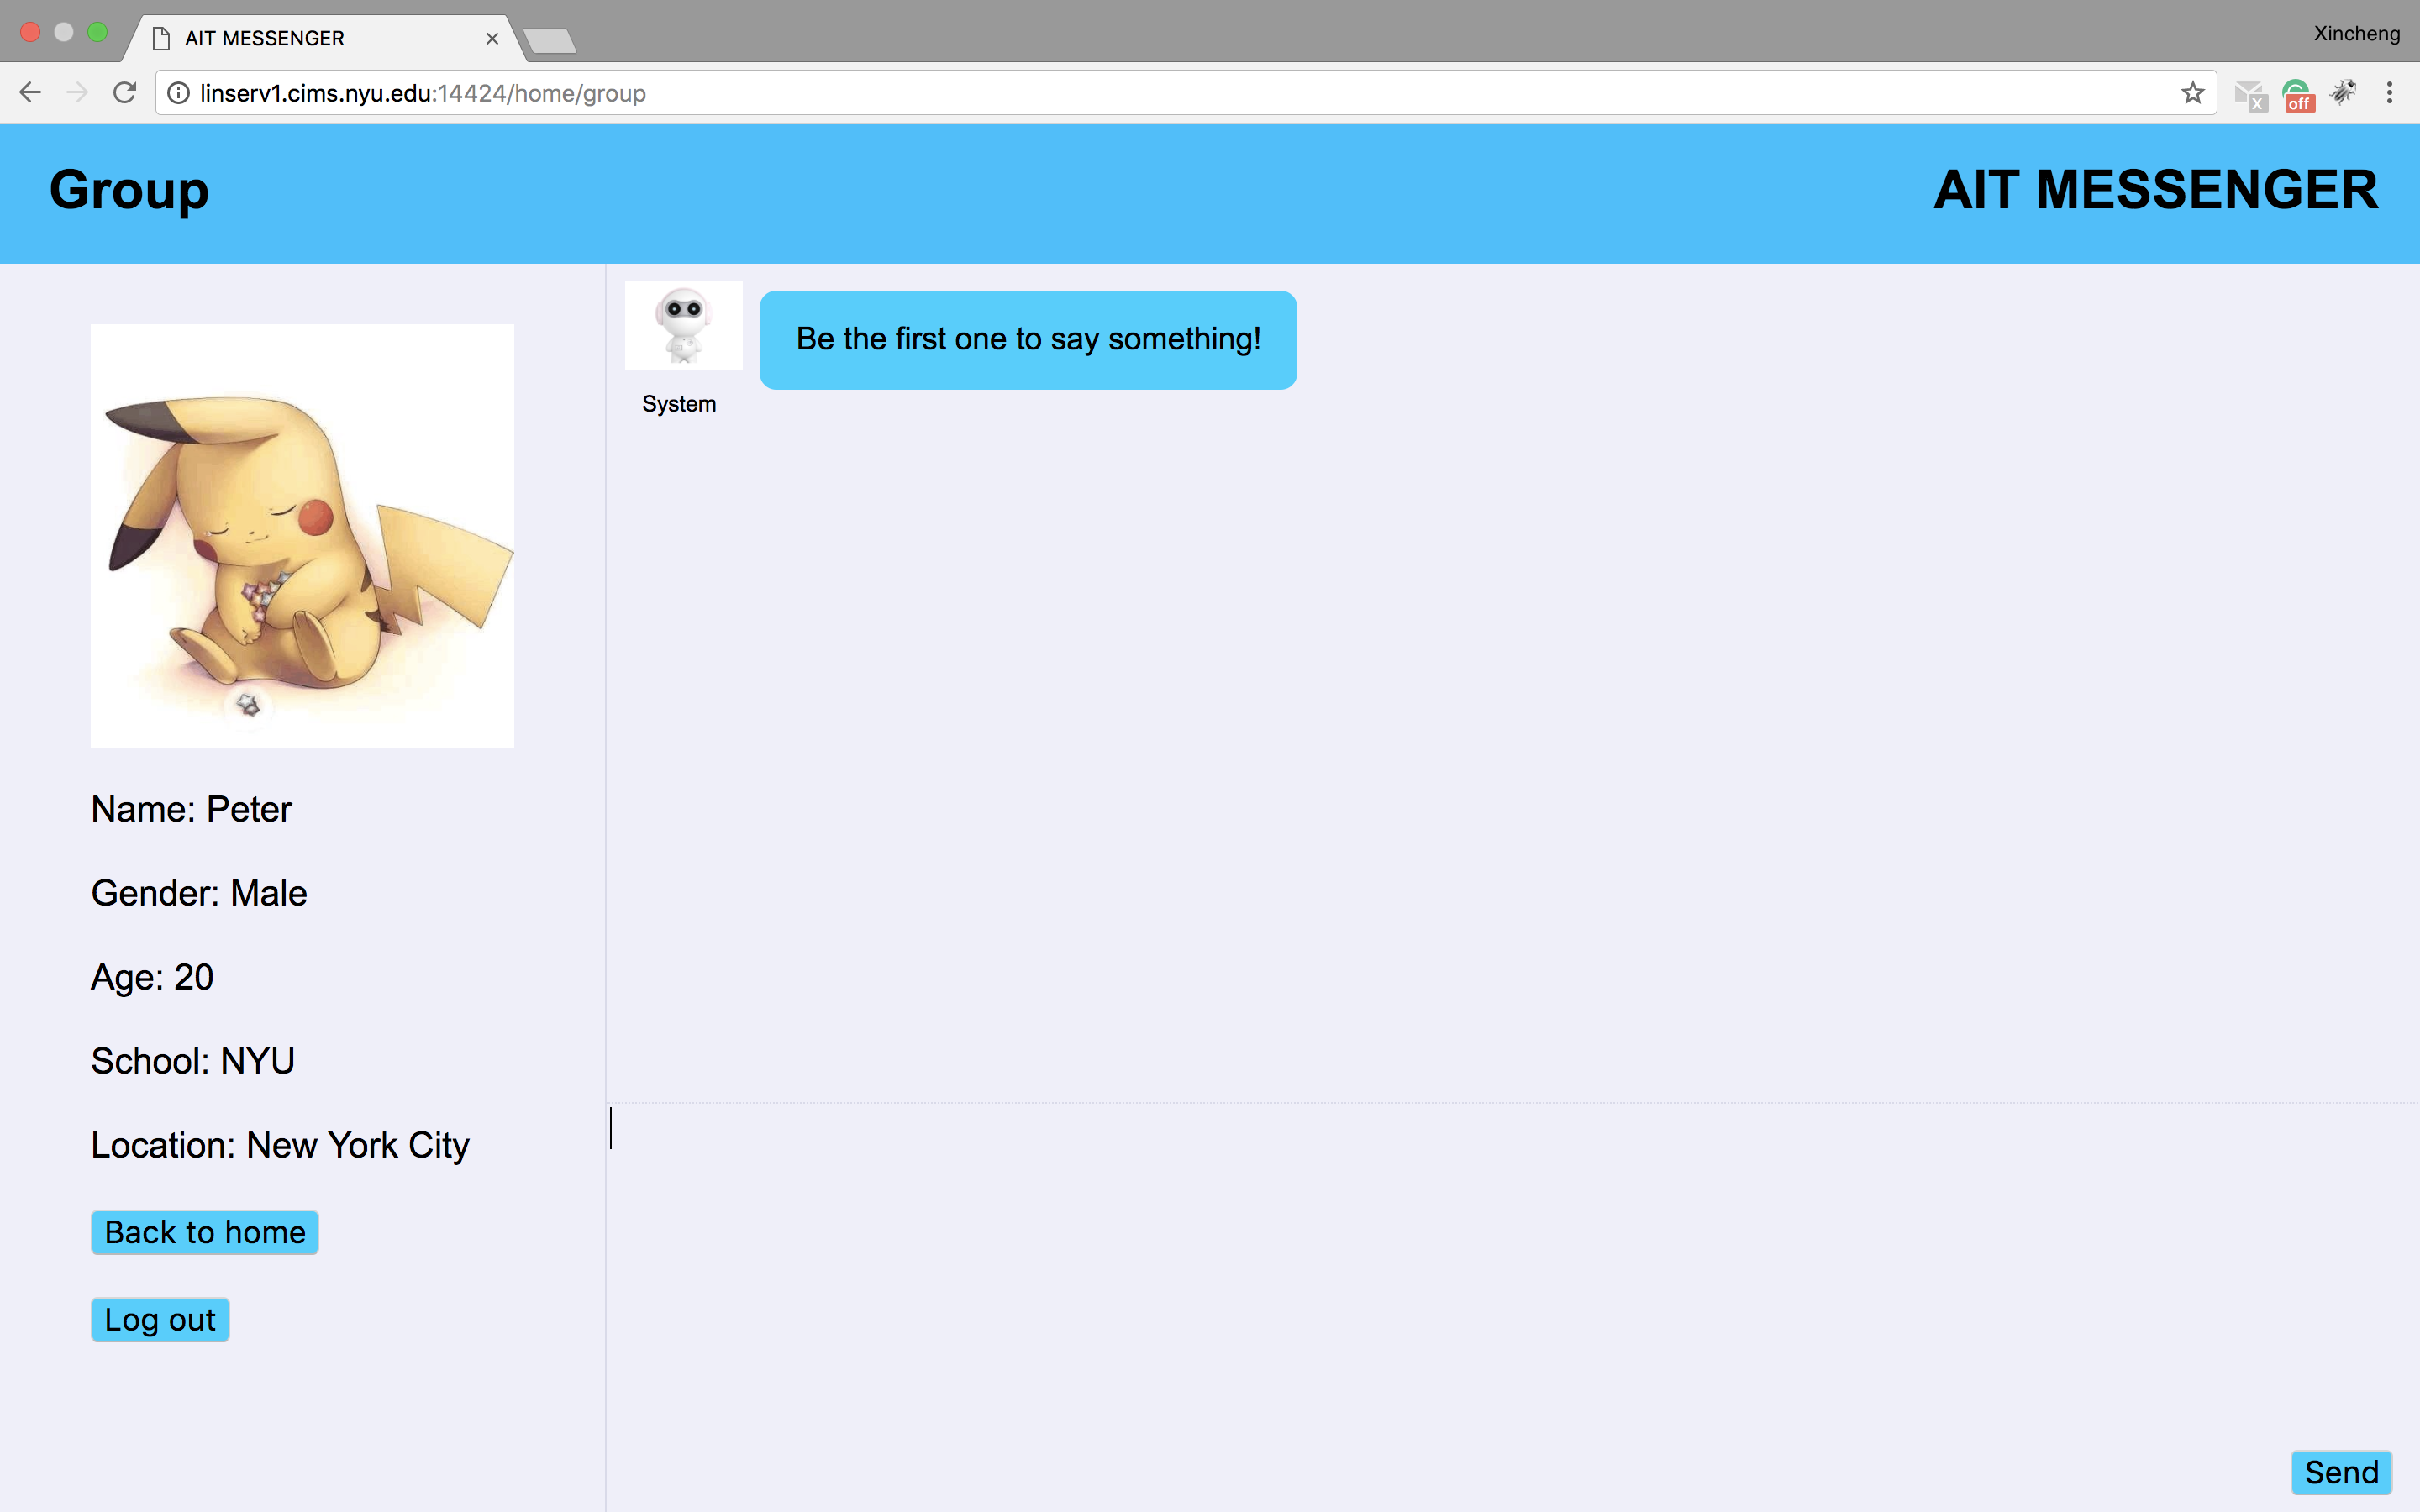 AIT MESSENGER
Xincheng
linserv1.cims.nyu.edu:14424/home/group
X
off
Group
AIT MESSENGER
Be the first one to say something!
System
Name: Peter
Gender: Male
Age: 20
School: NYU
Location: New York City
Back to home
Log out
Send